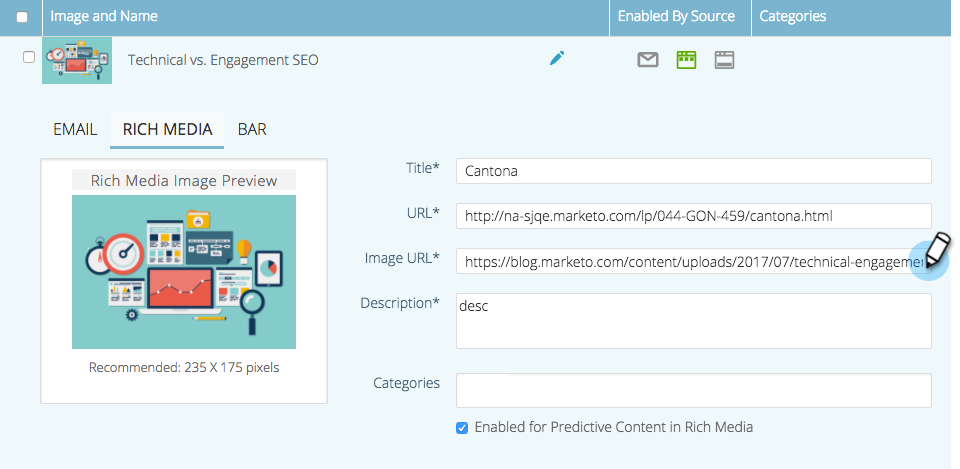 Image and Name Enabled By Source Categories
Technical vs. Engagement SEO
EMAIL RICH MEDIA BAR
Rich Media Image Preview
Recommended: 235 X 175 pixels
Title* Cantona
URL* http://na-sjqe.marketo.com/lp/044-GON-459/cantona.html
Image URL* https://blog.marketo.com/content/uploads/2017/07/technical-engagemen
Description* desc
Categories
Enabled for Predictive Content in Rich Media